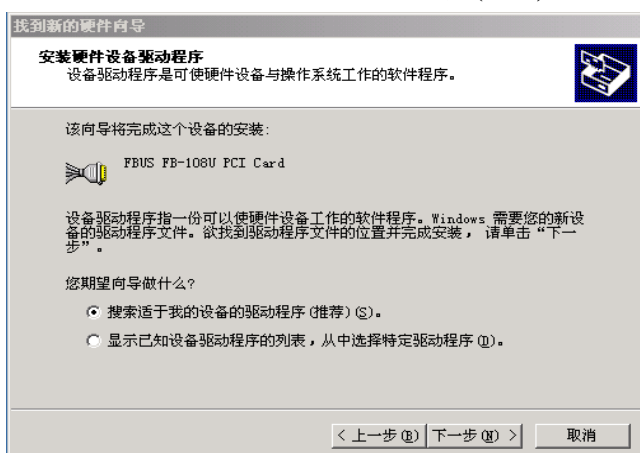 找到新的硬件向导
安装硬件设备驱动程序
设备驱动程序是可使硬件设备与操作系统工作的软件程序。
该向导将完成这个设备的安装:
FBUS FB-108U PCI Card
设备驱动程序指一份可以使硬件设备工作的软件程序。Windows 需要您的新设
备的驱动程序文件。欲找到驱动程序文件的位置并完成安装, 请单击“下一
步”。
您期望向导做什么?
搜索适于我的设备的驱动程序(推荐)(S)。
显示已知设备驱动程序的列表,从中选择特定驱动程序(D)。
< 上一步(B) 下一步(N) > 取消